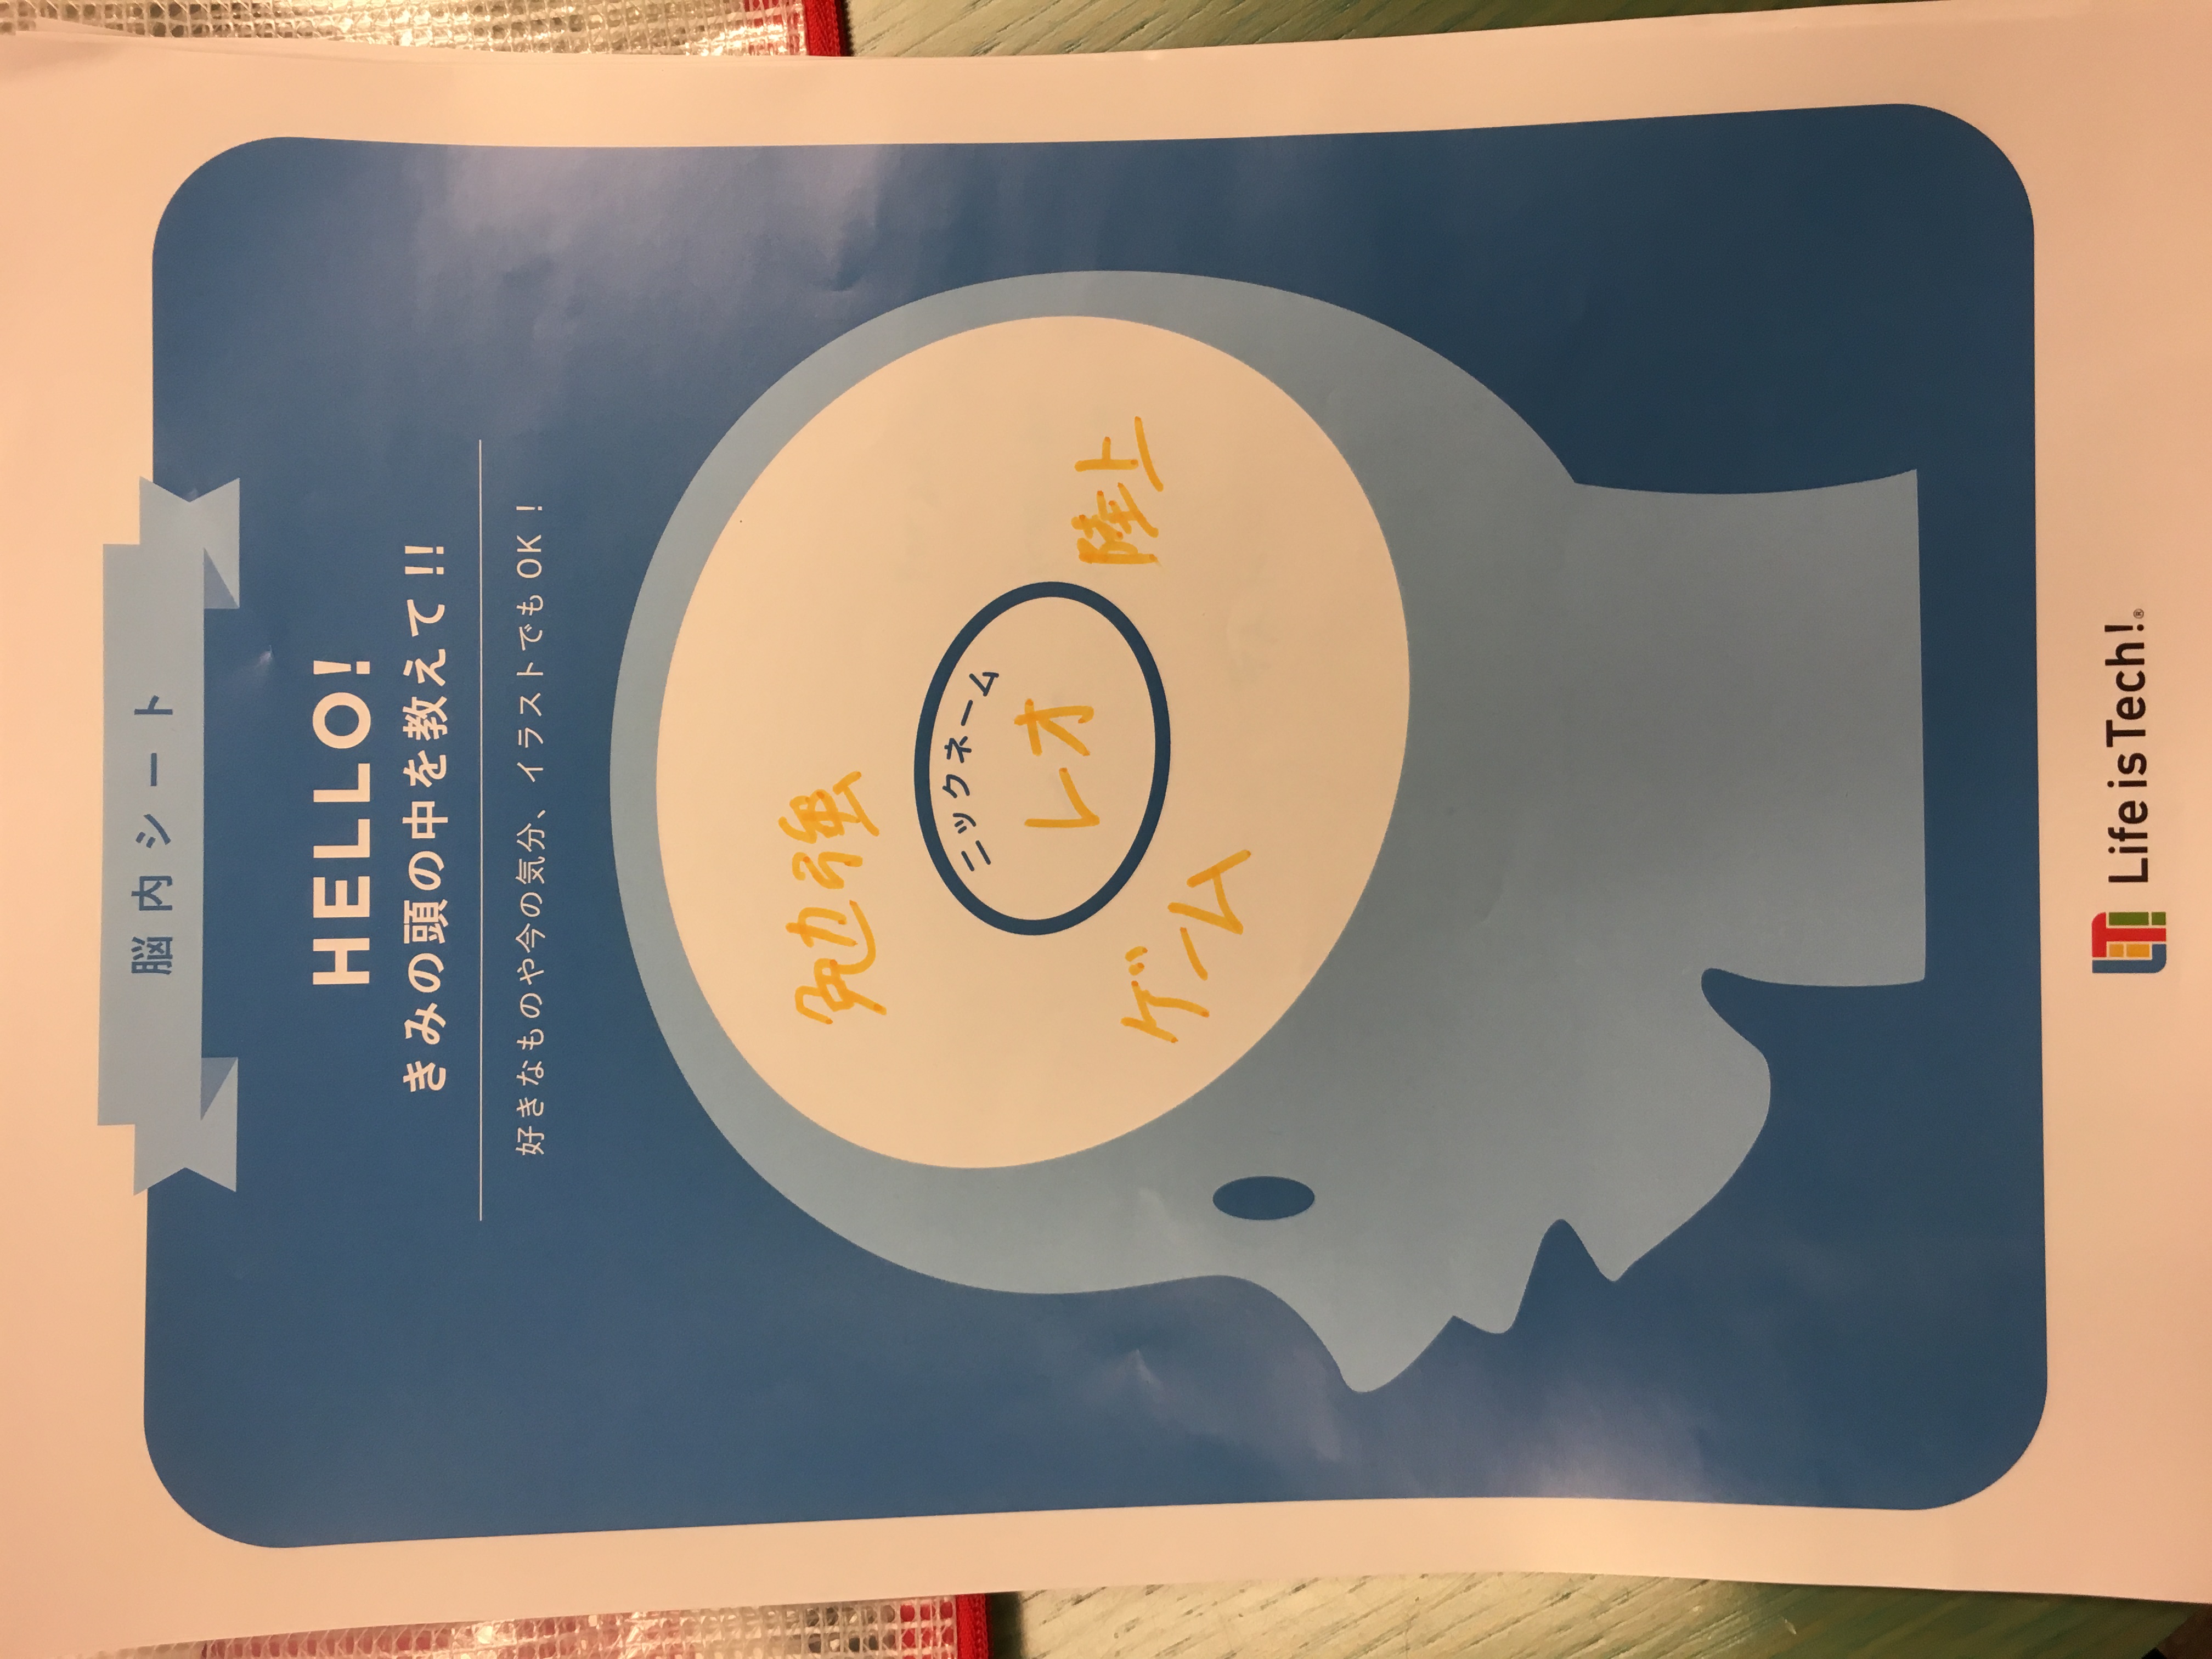 脳内シート
HELLO!
きみの頭の中を教えて!!
好きなものや今の気分、イラストでもOK!
勉強
ニックネーム
レオ
陸上
ゲーム
Life is Tech!®